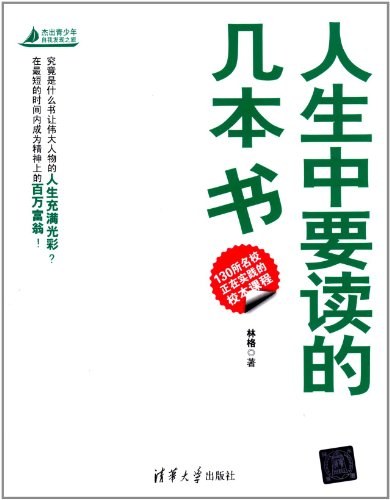 杰出青少年
自我发现之旅
人生中要读的
几本书
究竟是什么书让伟大人物的人生充满光彩？
在最短的时间内成为精神上的百万富翁！
130所名校
正在实践的
校本课程
林格◎著
清华大学出版社